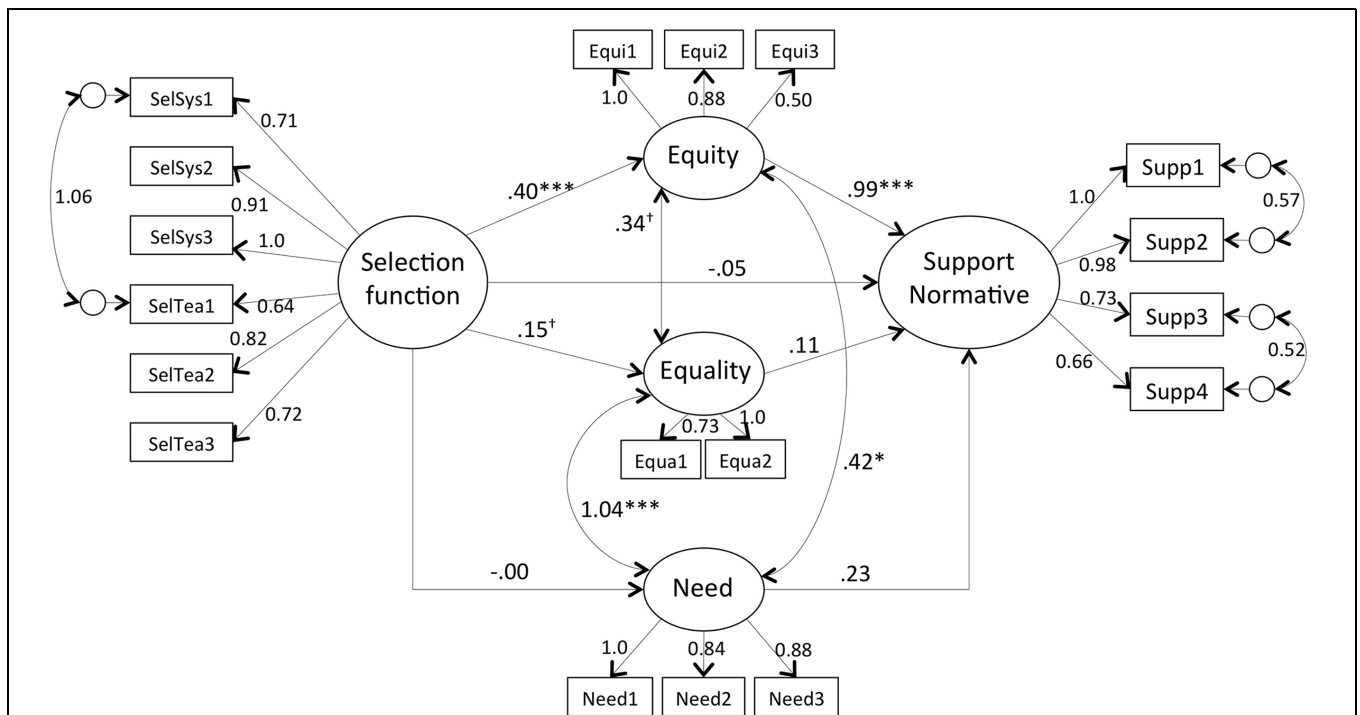 Equi1
Equi2
Equi3
1.0
0.88
0.50
SelSys1
SelSys2
SelSys3
SelTea1
SelTea2
SelTea3
1.06
0.71
0.91
1.0
0.64
0.82
0.72
Selection
function
Equity
.40***
.34†
.99***
-.05
.15†
Equality
.11
0.73
1.0
Equa1
Equa2
1.04***
.42*
-.00
Need
.23
1.0
0.84
0.88
Need1
Need2
Need3
Support
Normative
1.0
0.98
0.73
0.66
Supp1
Supp2
Supp3
Supp4
0.57
0.52